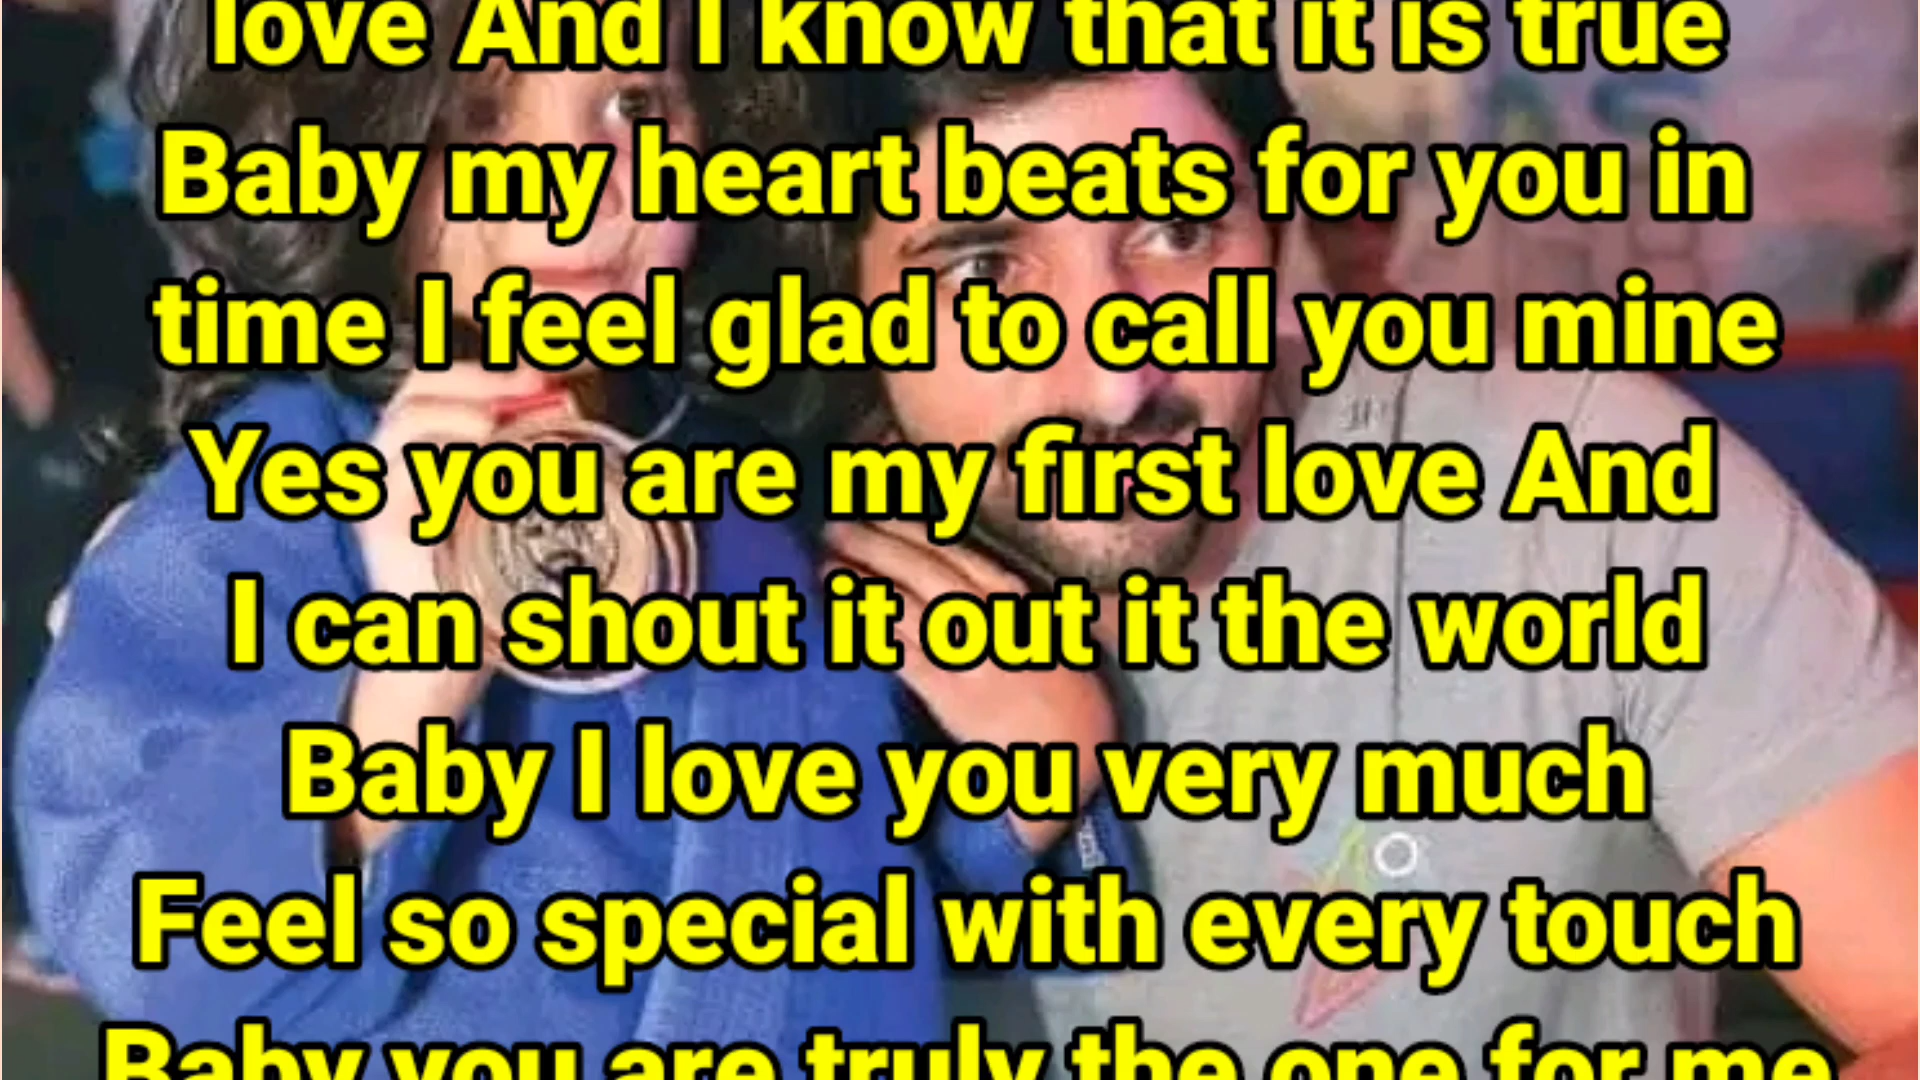 love And I know that it is true
Baby my heart beats for you in
time I feel glad to call you mine
Yes you are my first love And
I can shout it out it the world
Baby I love you very much
Feel so special with every touch
Baby you are truly the one for me